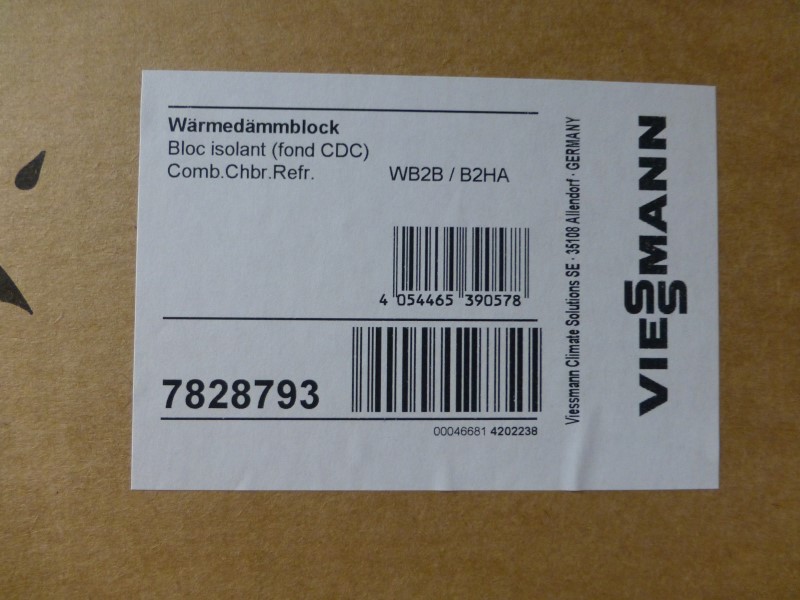 Wärmedämmblock
Bloc isolant (fond CDC)
Comb.Chbr.Refr. WB2B / B2HA
4 054465 390578
7828793
00046681 4202238
Viessmann Climate Solutions SE · 35108 Allendorf · GERMANY
VIESSMANN